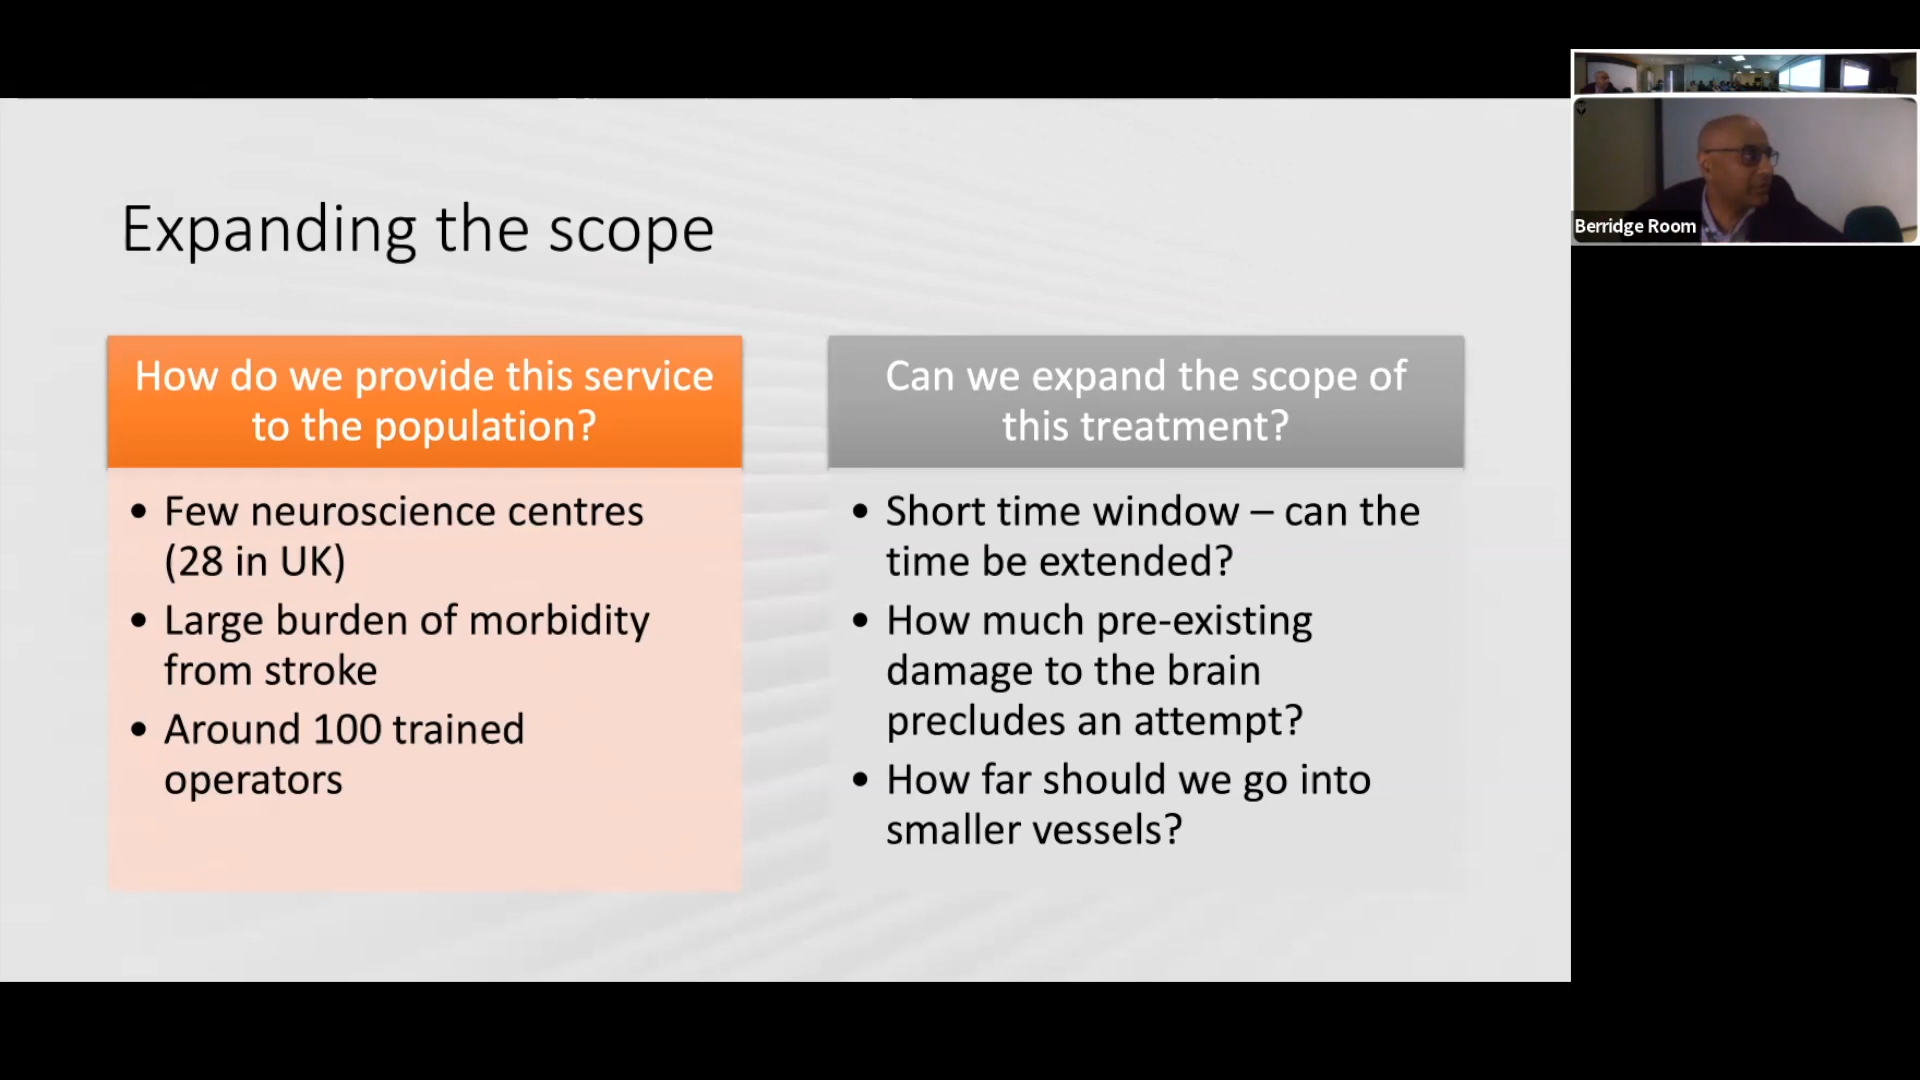 Expanding the scope
How do we provide this service
to the population?
• Few neuroscience centres
(28 in UK)
• Large burden of morbidity
from stroke
• Around 100 trained
operators
Can we expand the scope of
this treatment?
• Short time window – can the
time be extended?
• How much pre-existing
damage to the brain
precludes an attempt?
• How far should we go into
smaller vessels?
Berridge Room